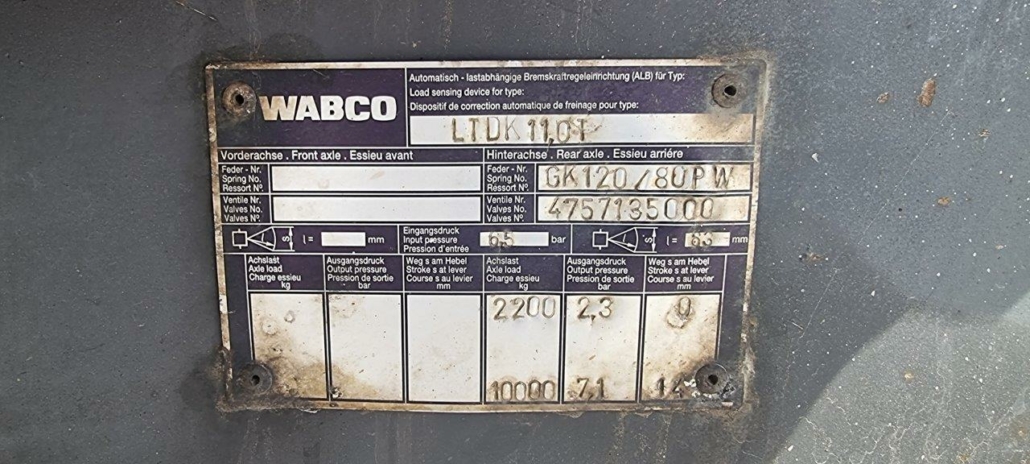 WABCO
Automatisch - lastabhängige Bremskraftregeleinrichtung (ALB) für Typ:
Load sensing device for type:
Dispositif de correction automatique de freinage pour type:
LTDK 11,0T
Vorderachse . Front axle . Essieu avant
Hinterachse . Rear axle . Essieu arriére
Feder - Nr.
Spring No.
Ressort Nº.
Feder - Nr.
Spring No.
Ressort Nº.
GK120/80PW
Ventile Nr.
Valves No.
Valves Nº.
Ventile Nr.
Valves No.
Valves Nº.
4757135000
S l = mm
Eingangsdruck
Input pressure
Pression d'entrée
6,5 bar
S l = mm
Achslast
Axle load
Charge essieu
kg
Ausgangsdruck
Output pressure
Pression de sortie
bar
Weg s am Hebel
Stroke s at lever
Course s au levier
mm
Achslast
Axle load
Charge essieu
kg
Ausgangsdruck
Output pressure
Pression de sortie
bar
Weg s am Hebel
Stroke s at lever
Course s au levier
mm
2200 2,3 0
10000 7,1